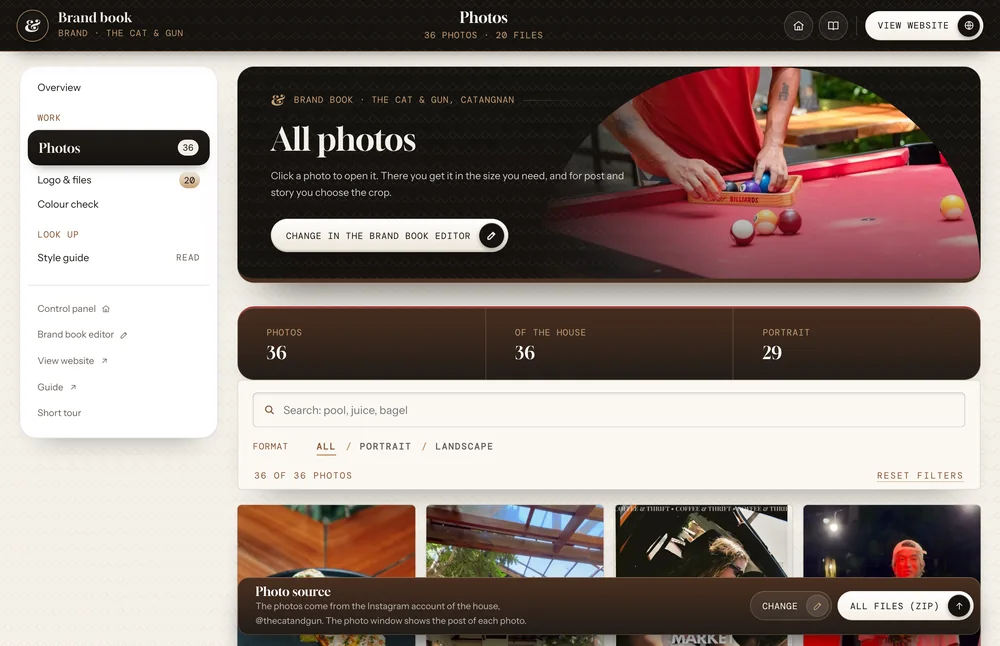 &
Brand book
BRAND · THE CAT & GUN
Photos
36 PHOTOS · 20 FILES
VIEW WEBSITE
Overview
WORK
Photos 36
Logo & files 20
Colour check
LOOK UP
Style guide READ
Control panel
Brand book editor
View website
Guide
Short tour
& BRAND BOOK · THE CAT & GUN, CATANGNAN
All photos
Click a photo to open it. There you get it in the size you need, and for post and
story you choose the crop.
CHANGE IN THE BRAND BOOK EDITOR
BILLIARDS
PHOTOS
36
OF THE HOUSE
36
PORTRAIT
29
Search: pool, juice, bagel
FORMAT ALL / PORTRAIT / LANDSCAPE
36 OF 36 PHOTOS
RESET FILTERS
COFFEE & THRIFT • COFFEE & THRIFT • COFFEE & THRIFT
Photo source
The photos come from the Instagram account of the house,
@thecatandgun. The photo window shows the post of each photo.
CHANGE
ALL FILES (ZIP)
MARKET